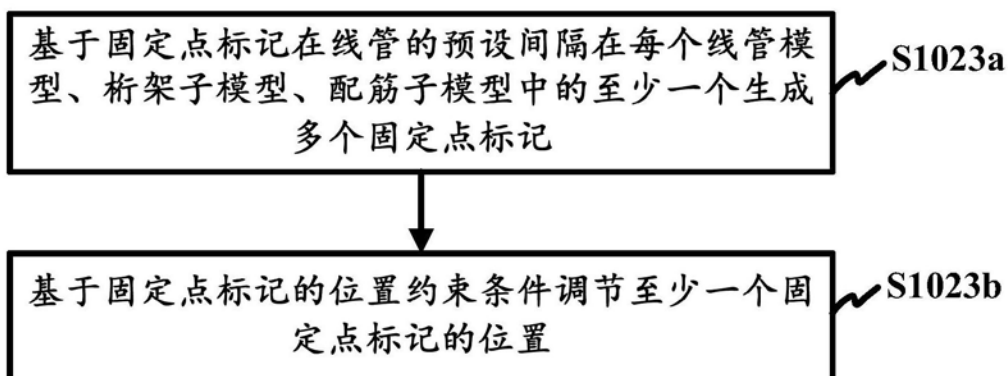 基于固定点标记在线管的预设间隔在每个线管模
型、桁架子模型、配筋子模型中的至少一个生成
多个固定点标记
S1023a
基于固定点标记的位置约束条件调节至少一个固
定点标记的位置
S1023b